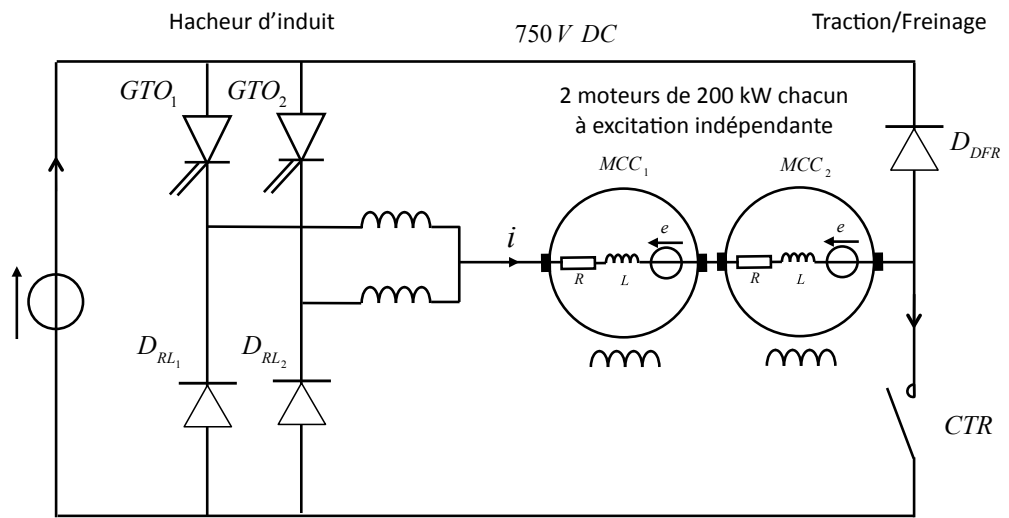 Hacheur d'induit
Traction/Freinage
750 V DC
GTO1
GTO2
2 moteurs de 200 kW chacun
à excitation indépendante
MCC1
MCC2
DDFR
i
e
R
L
e
R
L
DRL1
DRL2
CTR